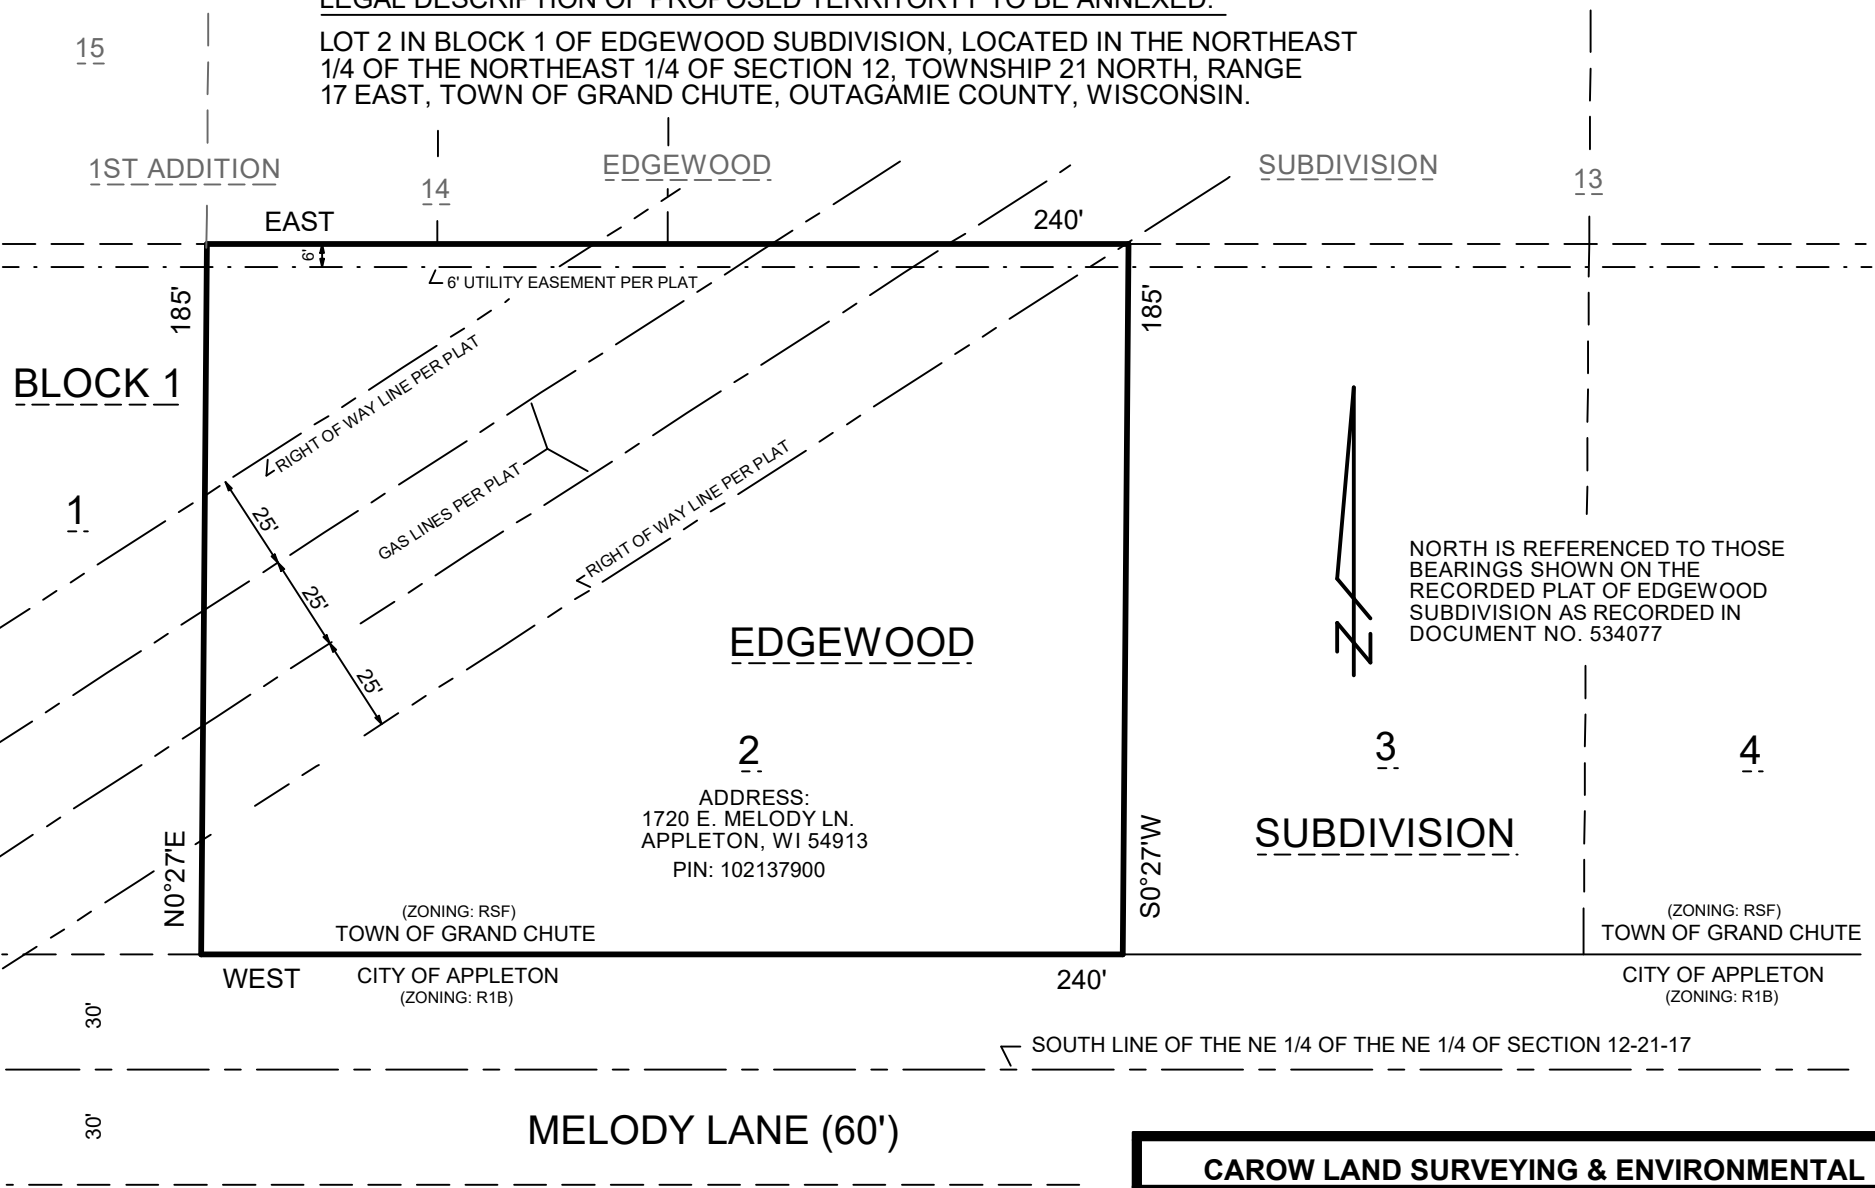 LEGAL DESCRIPTION OF PROPOSED TERRITORTY TO BE ANNEXED:
LOT 2 IN BLOCK 1 OF EDGEWOOD SUBDIVISION, LOCATED IN THE NORTHEAST
1/4 OF THE NORTHEAST 1/4 OF SECTION 12, TOWNSHIP 21 NORTH, RANGE
17 EAST, TOWN OF GRAND CHUTE, OUTAGAMIE COUNTY, WISCONSIN.
15
1ST ADDITION
14
EDGEWOOD
SUBDIVISION
13
EAST
240'
6'
6' UTILITY EASEMENT PER PLAT
185'
185'
BLOCK 1
RIGHT OF WAY LINE PER PLAT
GAS LINES PER PLAT
RIGHT OF WAY LINE PER PLAT
1
25'
25'
25'
NORTH IS REFERENCED TO THOSE
BEARINGS SHOWN ON THE
RECORDED PLAT OF EDGEWOOD
SUBDIVISION AS RECORDED IN
DOCUMENT NO. 534077
N
EDGEWOOD
2
3
4
ADDRESS:
1720 E. MELODY LN.
APPLETON, WI 54913
PIN: 102137900
SUBDIVISION
N0°27'E
S0°27'W
(ZONING: RSF)
TOWN OF GRAND CHUTE
(ZONING: RSF)
TOWN OF GRAND CHUTE
WEST
CITY OF APPLETON
(ZONING: R1B)
240'
CITY OF APPLETON
(ZONING: R1B)
30'
SOUTH LINE OF THE NE 1/4 OF THE NE 1/4 OF SECTION 12-21-17
30'
MELODY LANE (60')
CAROW LAND SURVEYING & ENVIRONMENTAL